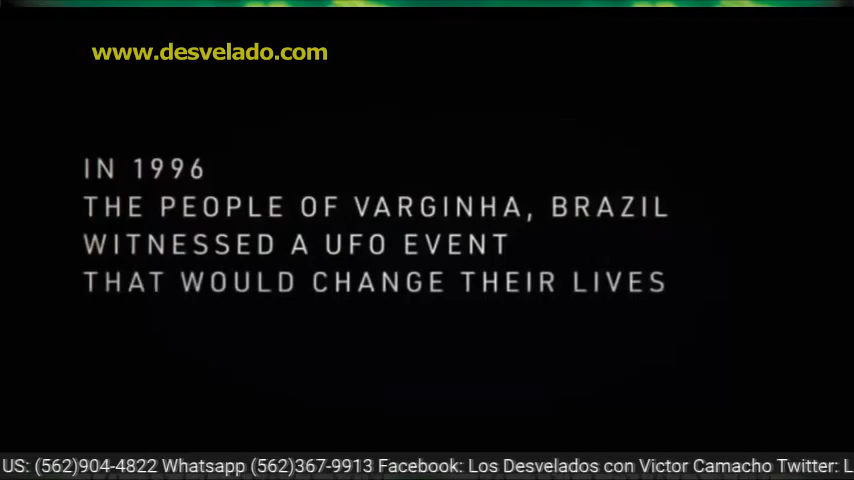 www.desvelado.com
IN 1996
THE PEOPLE OF VARGINHA, BRAZIL
WITNESSED A UFO EVENT
THAT WOULD CHANGE THEIR LIVES
US: (562)904-4822 Whatsapp (562)367-9913 Facebook: Los Desvelados con Victor Camacho Twitter: L